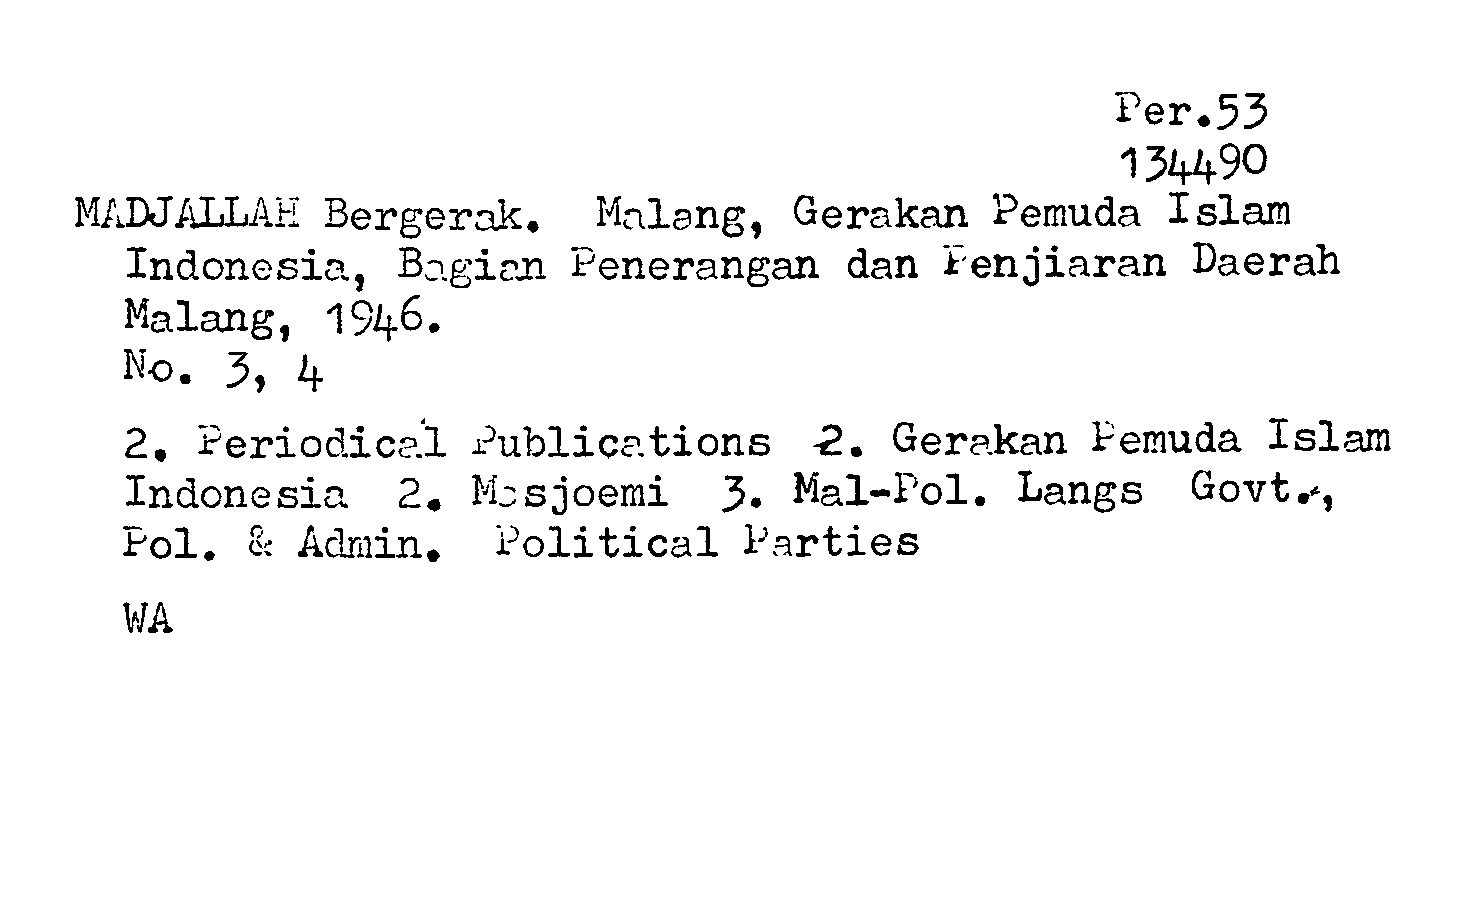 Per.53
134490
MADJALLAH Bergerak. Malang, Gerakan Pemuda Islam
Indonesia, Bagian Penerangan dan Penjiaran Daerah
Malang, 1946.
No. 3, 4
2. Periodical Publications 2. Gerakan Pemuda Islam
Indonesia 2. Masjoemi 3. Mal-Pol. Langs Govt.,
Pol. & Admin. Political Parties
WA